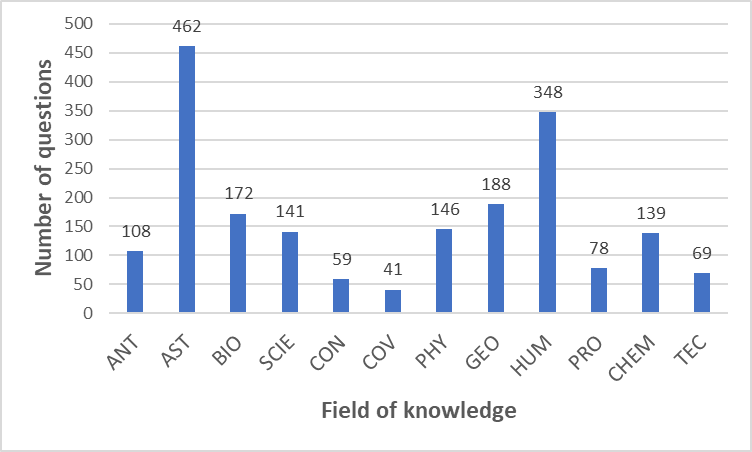 500
450
400
350
300
250
200
150
100
50
0
Number of questions
108
462
172
141
59
41
146
188
348
78
139
69
ANT
AST
BIO
SCIE
CON
COV
PHY
GEO
HUM
PRO
CHEM
TEC
Field of knowledge